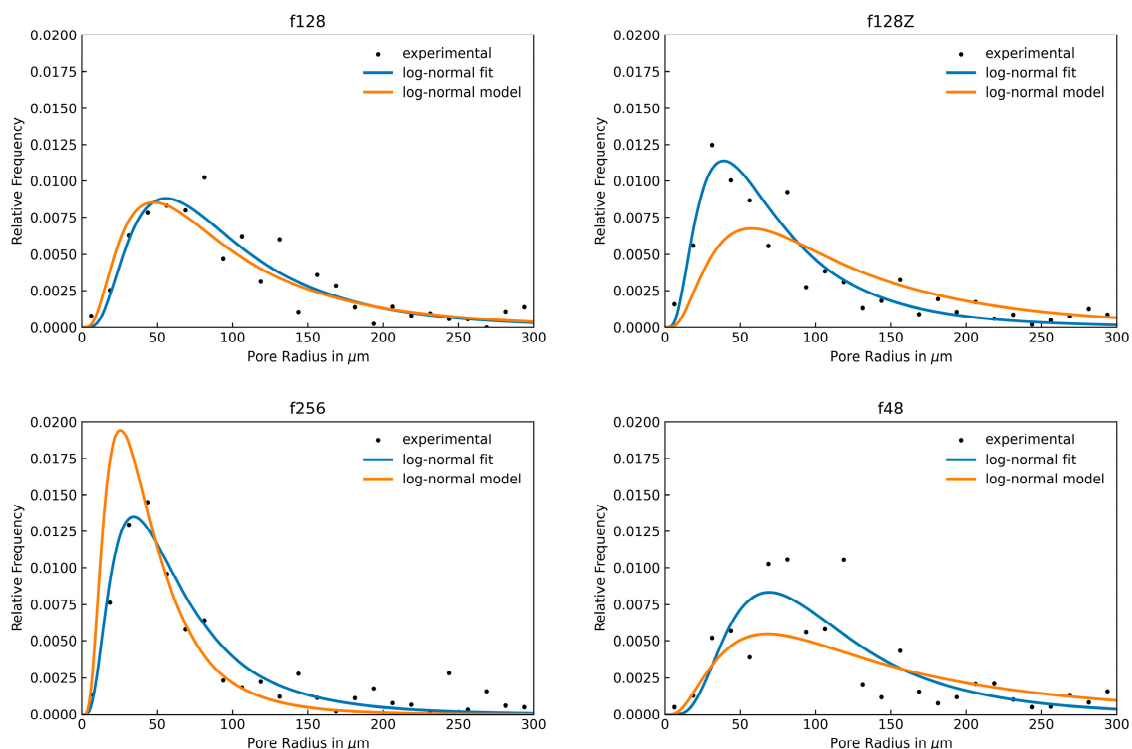 f128
0.0200
0.0175
0.0150
0.0125
0.0100
0.0075
0.0050
0.0025
0.0000
Relative Frequency
experimental
log-normal fit
log-normal model
0 50 100 150 200 250 300
Pore Radius in μm
f128Z
0.0200
0.0175
0.0150
0.0125
0.0100
0.0075
0.0050
0.0025
0.0000
Relative Frequency
experimental
log-normal fit
log-normal model
0 50 100 150 200 250 300
Pore Radius in μm
f256
0.0200
0.0175
0.0150
0.0125
0.0100
0.0075
0.0050
0.0025
0.0000
Relative Frequency
experimental
log-normal fit
log-normal model
0 50 100 150 200 250 300
Pore Radius in μm
f48
0.0200
0.0175
0.0150
0.0125
0.0100
0.0075
0.0050
0.0025
0.0000
Relative Frequency
experimental
log-normal fit
log-normal model
0 50 100 150 200 250 300
Pore Radius in μm